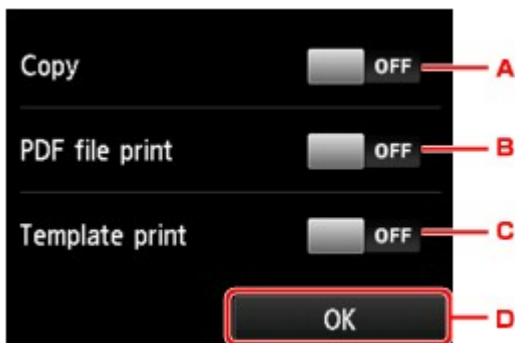 Copy OFF A
PDF file print OFF B
Template print OFF C
OK D